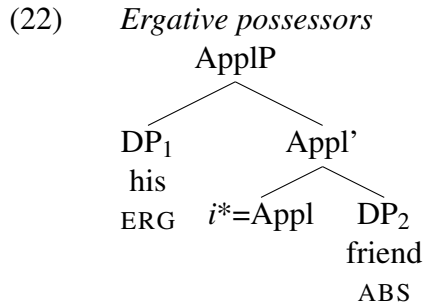 (22) Ergative possessors
ApplP
DP₁ Appl’
his
ERG i*=Appl DP₂
friend
ABS